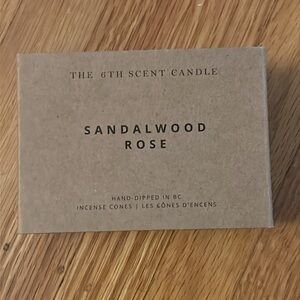 THE 6TH SCENT CANDLE
SANDALWOOD
ROSE
HAND-DIPPED IN BC
INCENSE CONES | LES CÔNES D'ENCENS